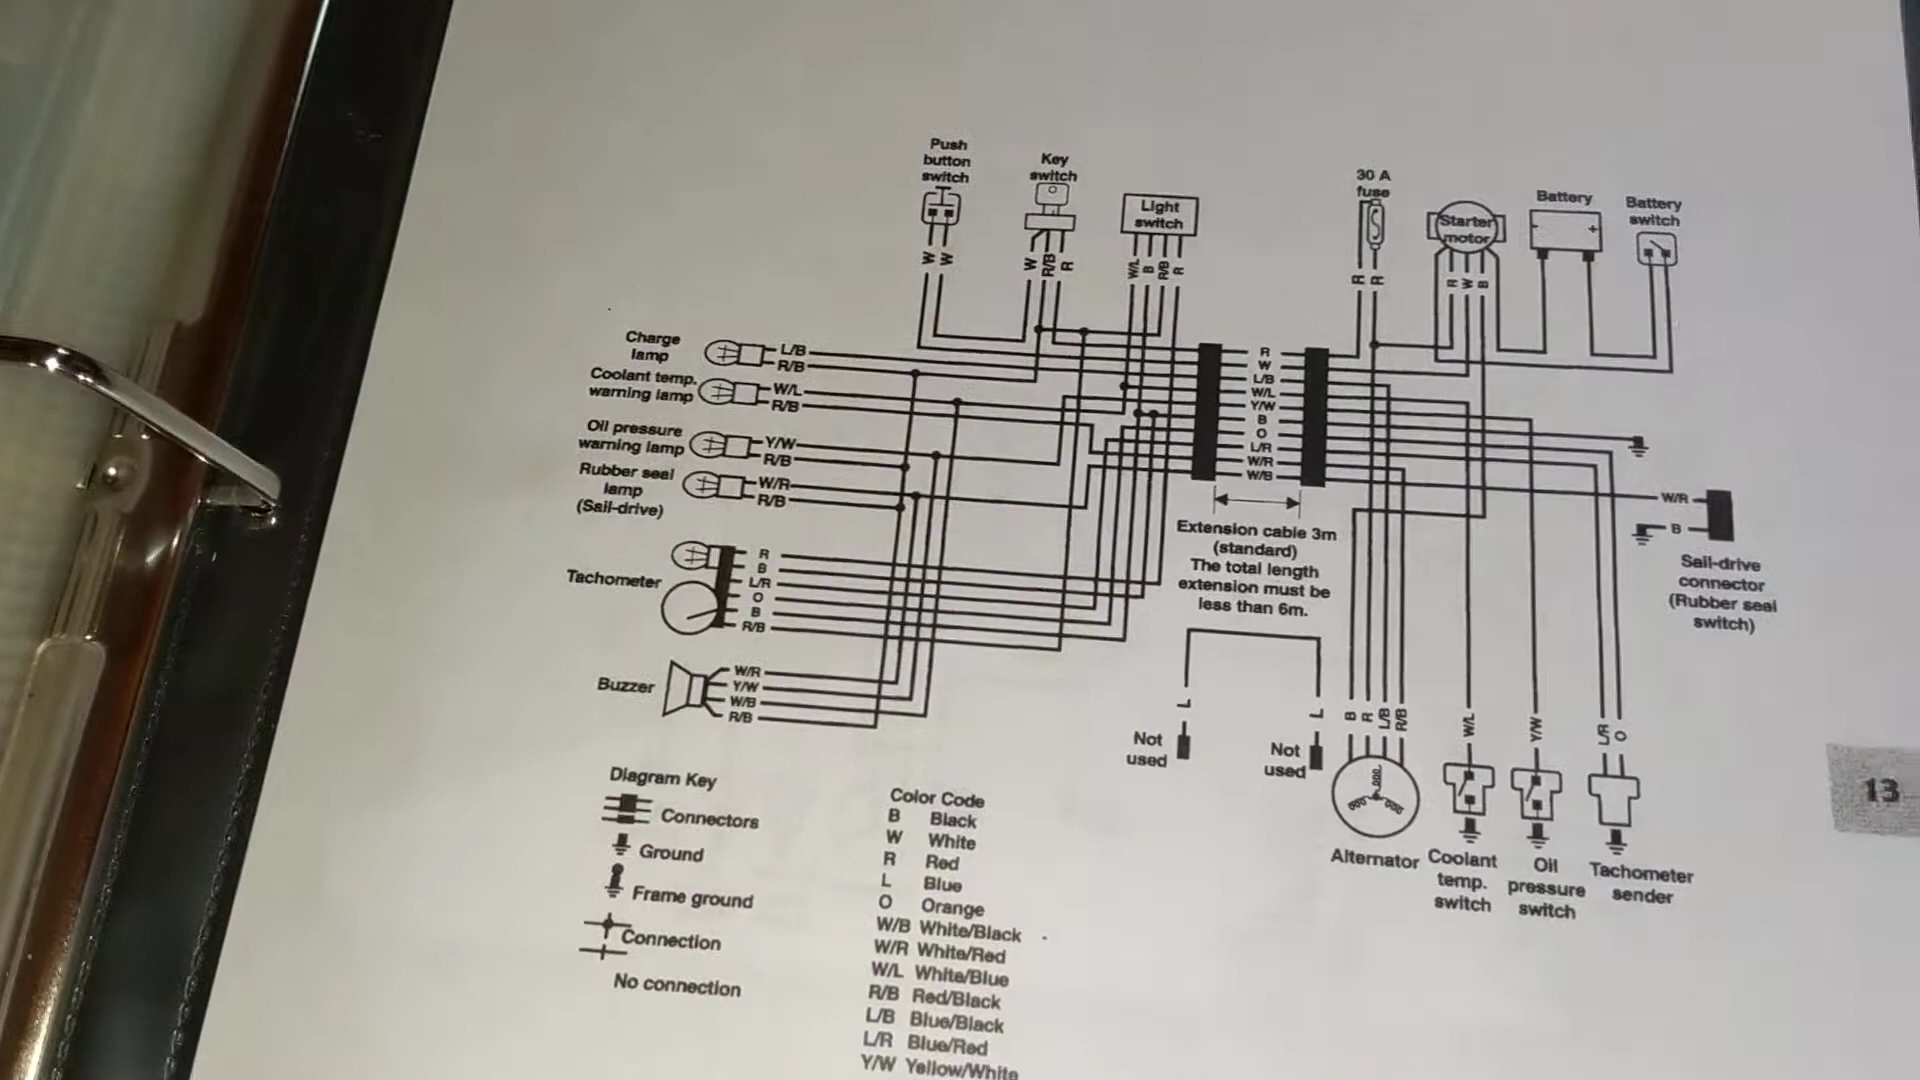 Push
button
switch
Key
switch
Light
switch
30 A
fuse
Starter
motor
Battery
- +
Battery
switch
W
W
W
R/B
R
W/L
B
R/B
R
R
R
R
W
B
Charge
lamp
L/B
R/B
Coolant temp.
warning lamp
W/L
R/B
Oil pressure
warning lamp
Y/W
R/B
Rubber seal
lamp
(Sail-drive)
W/R
R/B
R
W
L/B
W/L
Y/W
B
O
L/R
W/R
W/B
Extension cable 3m
(standard)
The total length
extension must be
less than 6m.
W/R
B
Sail-drive
connector
(Rubber seal
switch)
Tachometer
R
B
L/R
O
B
R/B
Buzzer
W/R
Y/W
W/B
R/B
L
L
Not
used
Not
used
B
R
L/B
R/B
W/L
Y/W
L/R
O
Alternator
Coolant
temp.
switch
Oil
pressure
switch
Tachometer
sender
13
Diagram Key
Connectors
Ground
Frame ground
Connection
No connection
Color Code
B Black
W White
R Red
L Blue
O Orange
W/B White/Black
W/R White/Red
W/L White/Blue
R/B Red/Black
L/B Blue/Black
L/R Blue/Red
Y/W Yellow/White